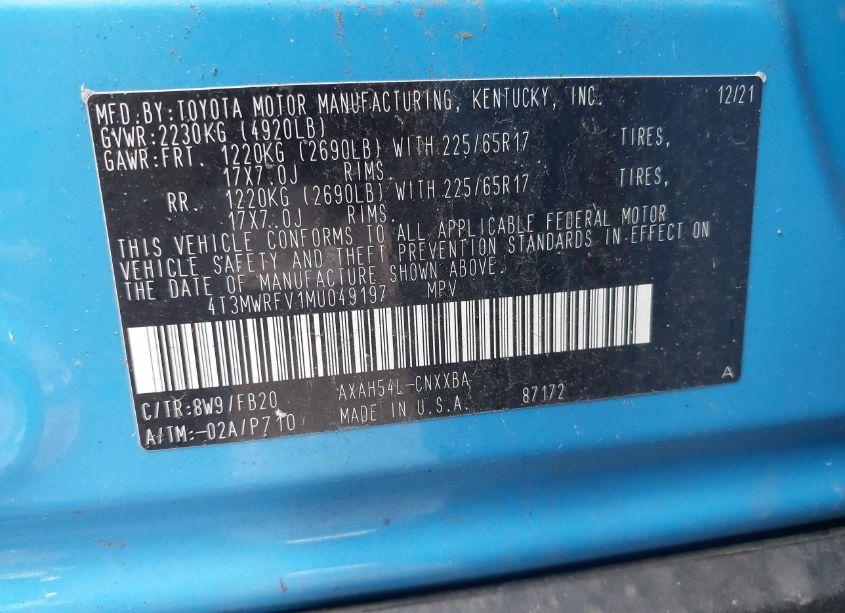 MFD.BY:TOYOTA MOTOR MANUFACTURING, KENTUCKY, INC. 12/21
GVWR:2230KG (4920LB)
GAWR:FRT. 1220KG (2690LB) WITH 225/65R17 TIRES,
17X7.0J RIMS.
RR. 1220KG (2690LB) WITH 225/65R17 TIRES,
17X7.0J RIMS.
THIS VEHICLE CONFORMS TO ALL APPLICABLE FEDERAL MOTOR
VEHICLE SAFETY AND THEFT PREVENTION STANDARDS IN EFFECT ON
THE DATE OF MANUFACTURE SHOWN ABOVE.
4T3MWRFV1MU049197 MPV
C/TR:8W9/FB20 AXAH54L-CNXXBA A
A/TM:-02A/P710 MADE IN U.S.A. 87172